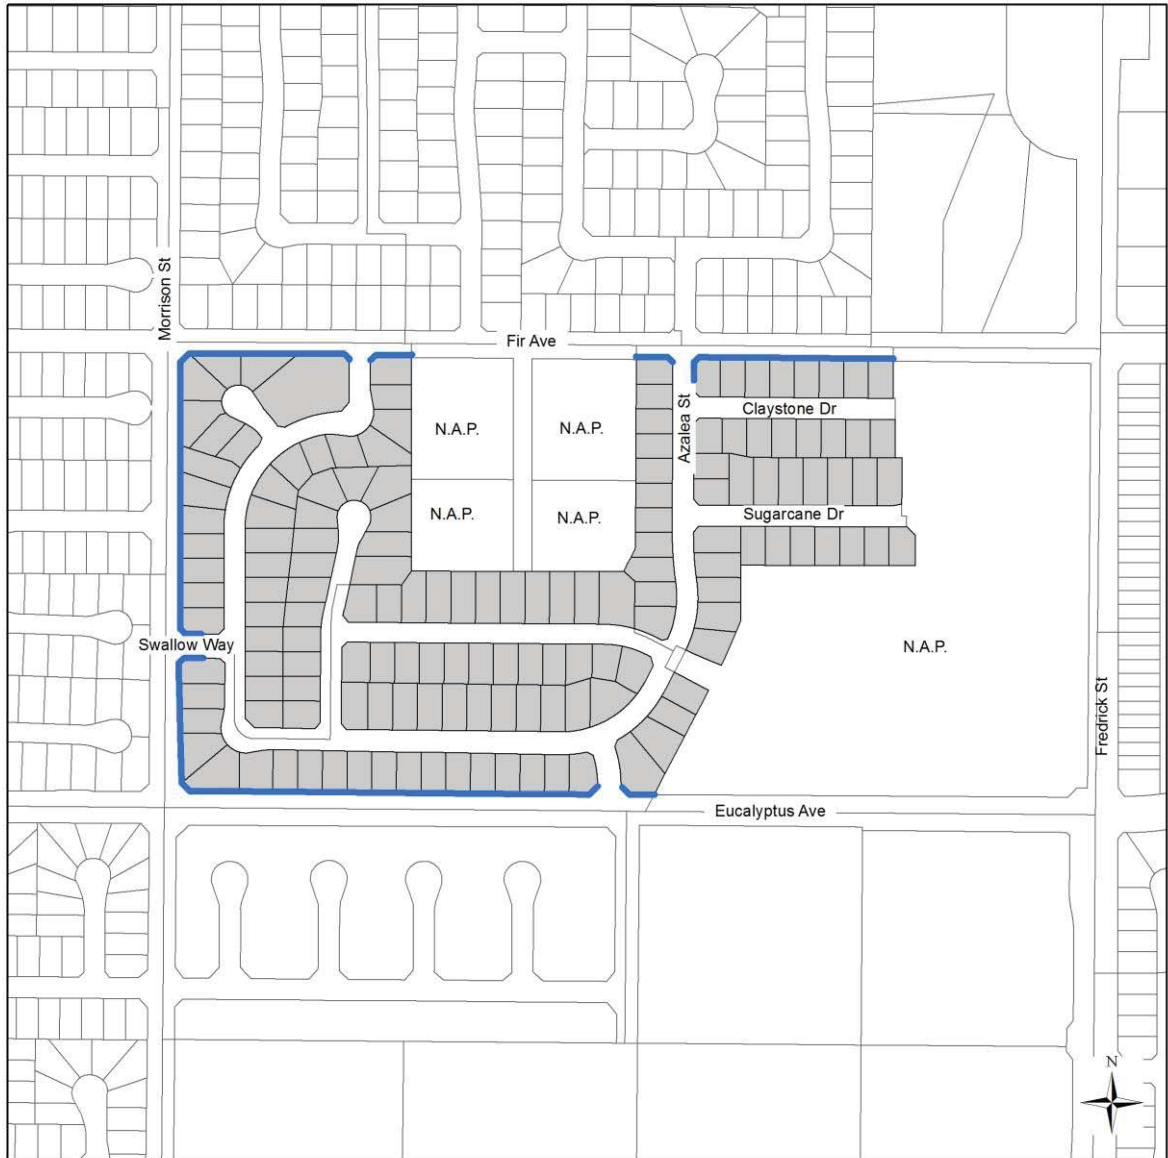 Morrison St
Fir Ave
N.A.P.
N.A.P.
Azalea St
Claystone Dr
N.A.P.
N.A.P.
Sugarcane Dr
Swallow Way
N.A.P.
Fredrick St
Eucalyptus Ave
N